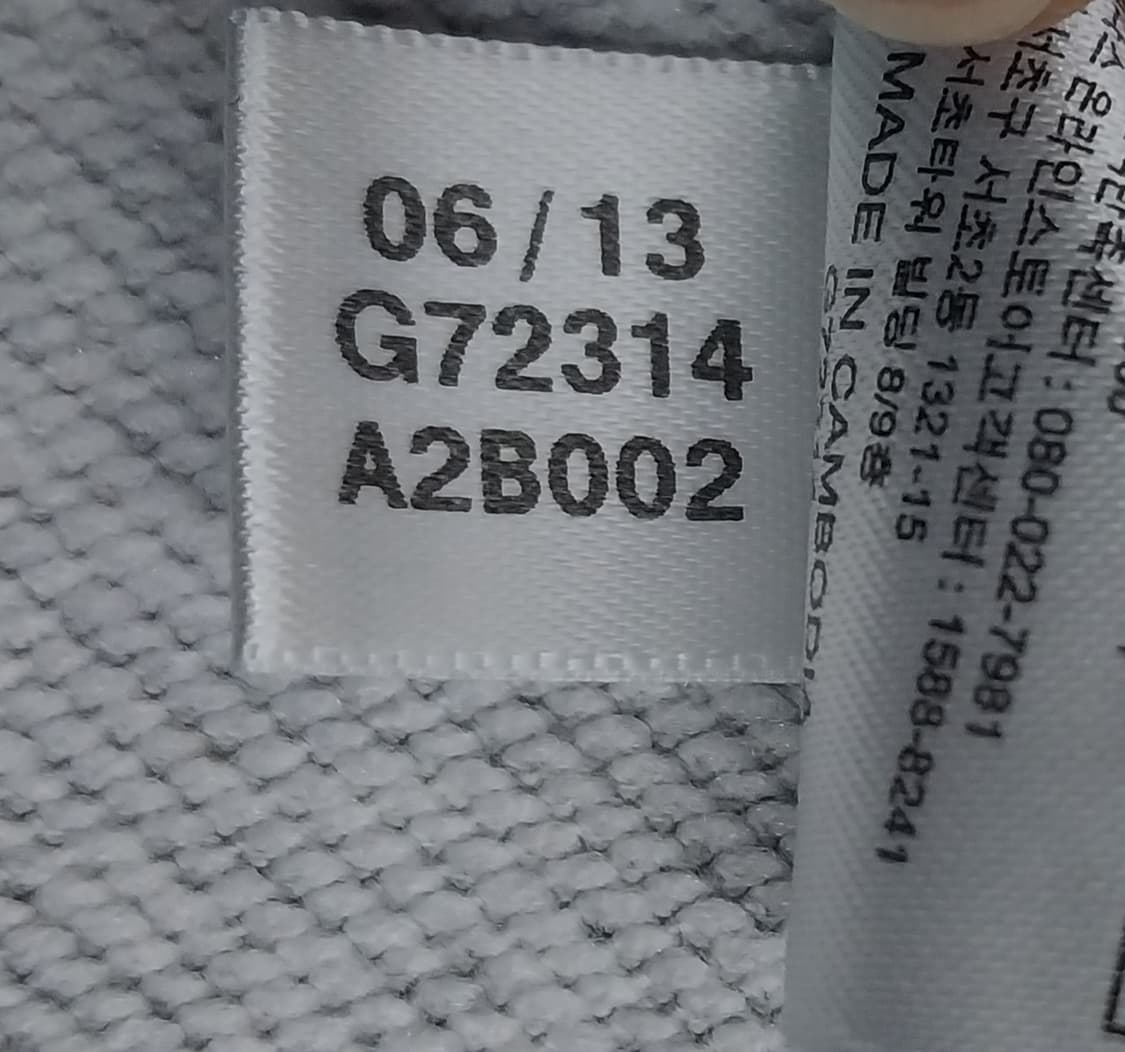 06/13
G72314
A2B002
온라인스토어고객센터 : 080-022-7981
서초구 서초2동 1321-15
서초타워 빌딩 8/9층
1588-8241
MADE IN CAMBODIA